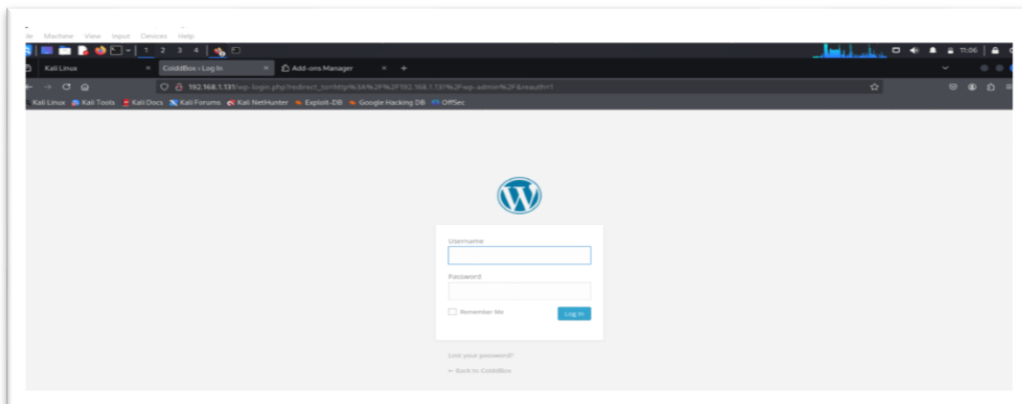 Machine View Input Devices Help
1 2 3 4
11:06
Kali Linux
ColddBox › Log In
Add-ons Manager
192.168.1.131/wp-login.php?redirect_to=http%3A%2F%2F192.168.1.131%2Fwp-admin%2F&reauth=1
Kali Linux Kali Tools Kali Docs Kali Forums Kali NetHunter Exploit-DB Google Hacking DB OffSec
Username
Password
Remember Me
Log In
Lost your password?
← Back to ColddBox